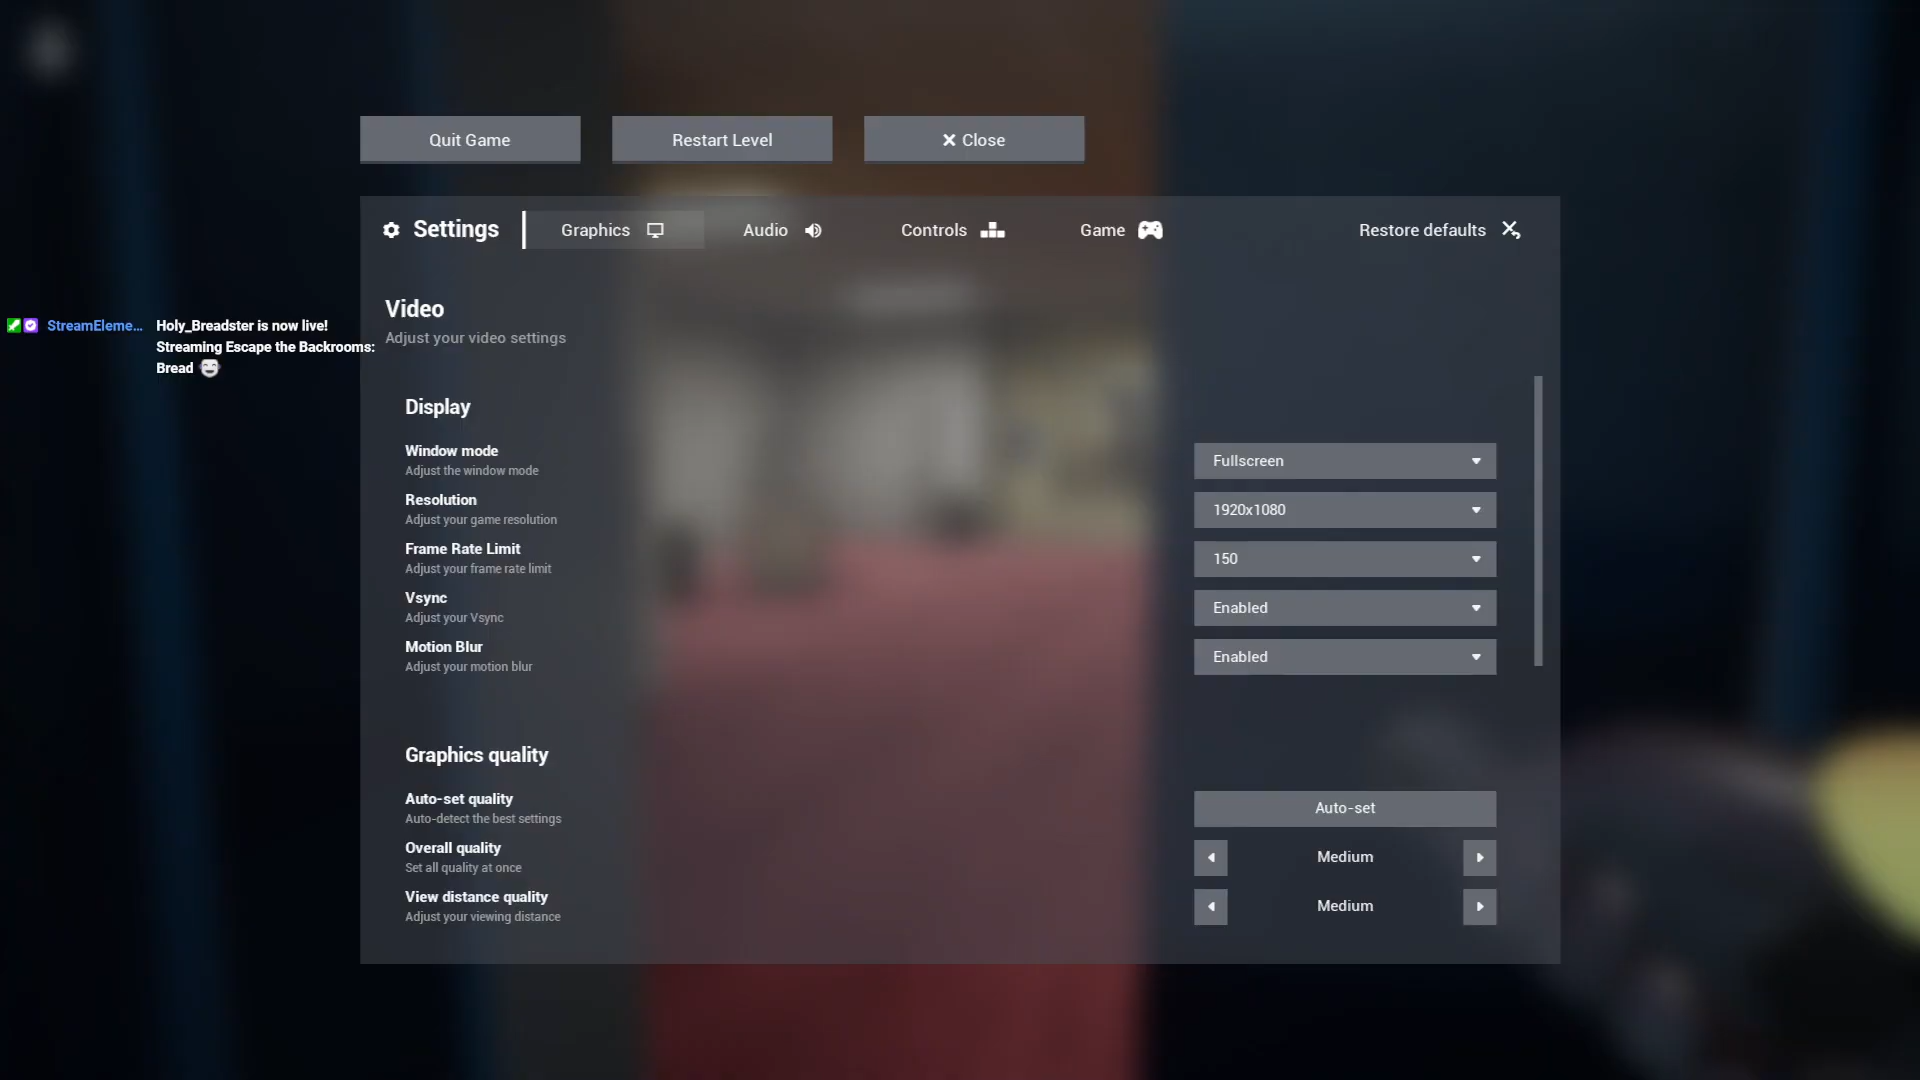 Quit Game
Restart Level
Close
Settings
Graphics
Audio
Controls
Game
Restore defaults
Video
Adjust your video settings
StreamEleme...
Holy_Breadster is now live!
Streaming Escape the Backrooms:
Bread
Display
Window mode
Adjust the window mode
Fullscreen
Resolution
Adjust your game resolution
1920x1080
Frame Rate Limit
Adjust your frame rate limit
150
Vsync
Adjust your Vsync
Enabled
Motion Blur
Adjust your motion blur
Enabled
Graphics quality
Auto-set quality
Auto-detect the best settings
Auto-set
Overall quality
Set all quality at once
Medium
View distance quality
Adjust your viewing distance
Medium